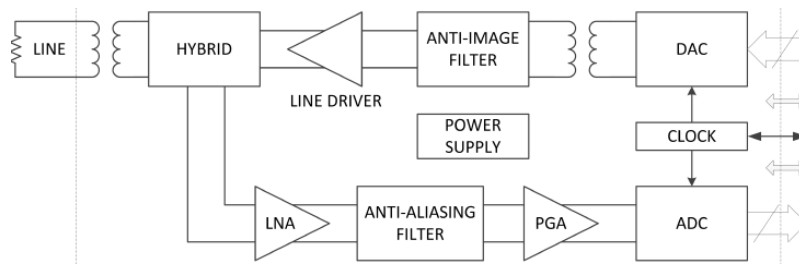 LINE
HYBRID
LINE DRIVER
ANTI-IMAGE
FILTER
DAC
POWER
SUPPLY
CLOCK
LNA
ANTI-ALIASING
FILTER
PGA
ADC